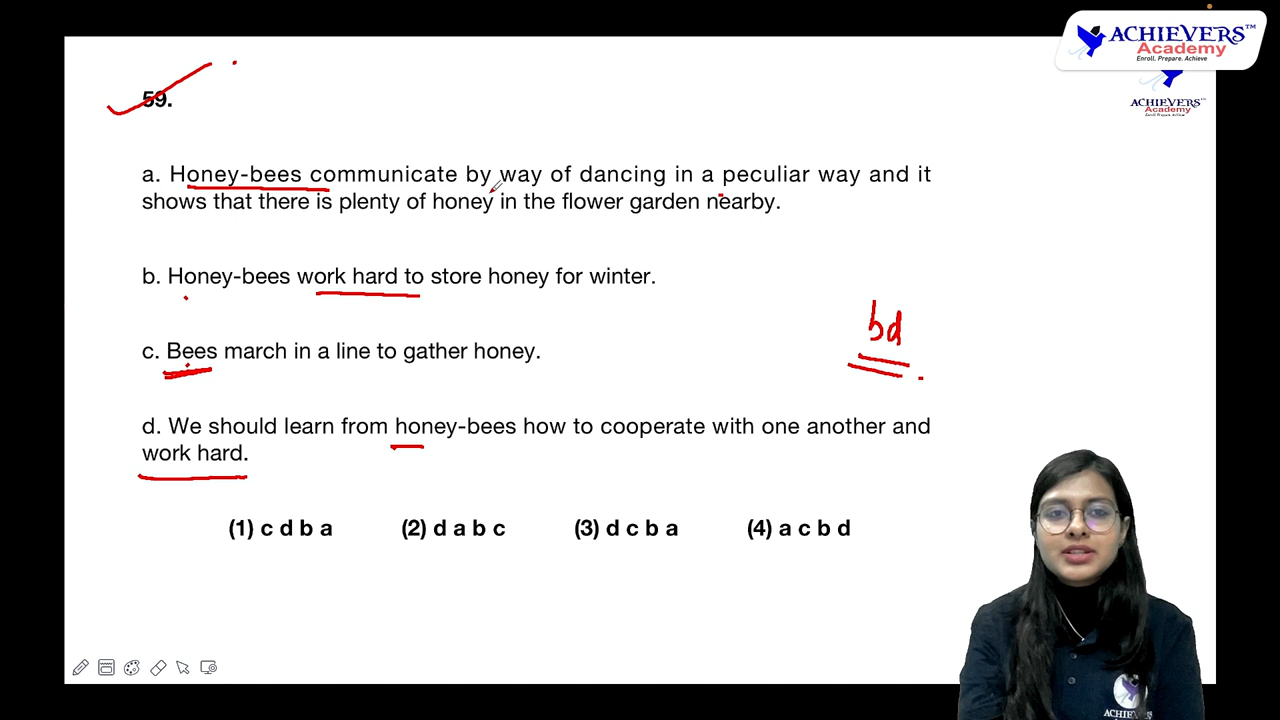 ACHIEVERS™
Academy
Enroll. Prepare. Achieve
ACHIEVERS™
Academy
59.
a. Honey-bees communicate by way of dancing in a peculiar way and it
shows that there is plenty of honey in the flower garden nearby.
b. Honey-bees work hard to store honey for winter.
bd
c. Bees march in a line to gather honey.
d. We should learn from honey-bees how to cooperate with one another and
work hard.
(1) c d b a (2) d a b c (3) d c b a (4) a c b d
ACHIEVERS